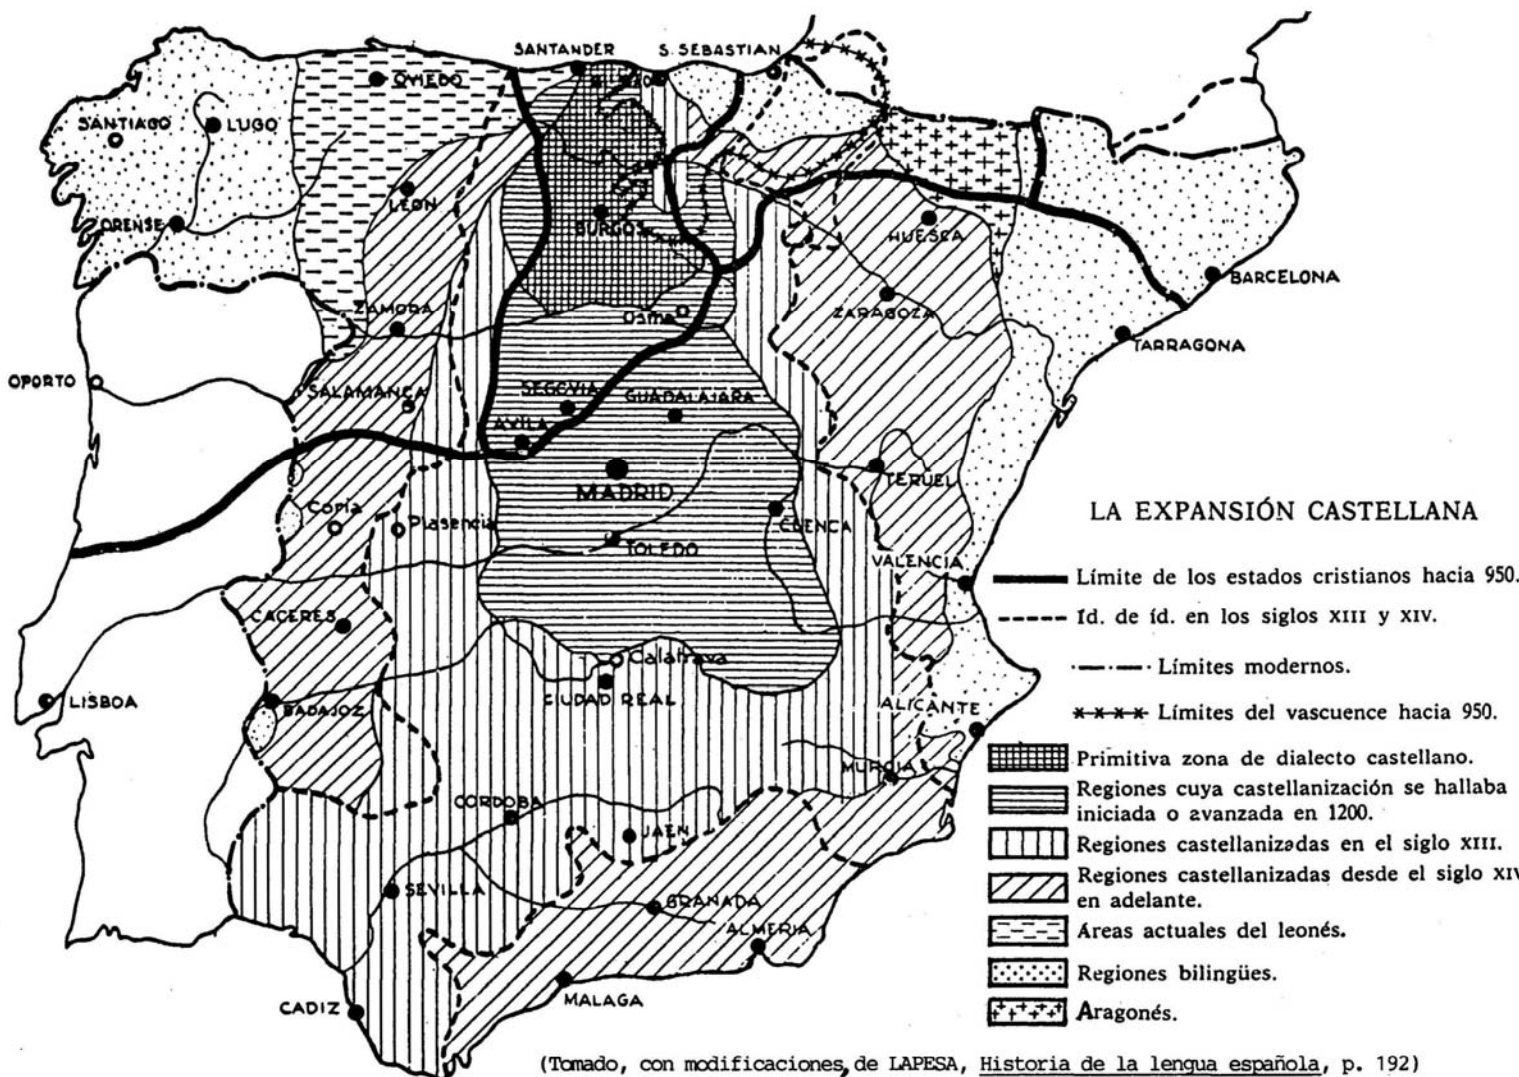 SANTANDER
S. SEBASTIAN
OVIEDO
SANTIAGO
LUGO
LEON
ORENSE
BURGOS
HUESCA
BARCELONA
ZAMORA
Osma
ZARAGOZA
TARRAGONA
OPORTO
SALAMANCA
SEGOVIA
GUADALAJARA
AVILA
MADRID
TERUEL
Coria
Plasencia
CUENCA
TOLEDO
VALENCIA
CACERES
Calatrava
CIUDAD REAL
LISBOA
BADAJOZ
ALICANTE
MURCIA
CORDOBA
JAEN
SEVILLA
GRANADA
ALMERIA
CADIZ
MALAGA
LA EXPANSIÓN CASTELLANA
Límite de los estados cristianos hacia 950.
Id. de íd. en los siglos XIII y XIV.
Límites modernos.
Límites del vascuence hacia 950.
Primitiva zona de dialecto castellano.
Regiones cuya castellanización se hallaba
iniciada o avanzada en 1200.
Regiones castellanizadas en el siglo XIII.
Regiones castellanizadas desde el siglo XIV
en adelante.
Áreas actuales del leonés.
Regiones bilingües.
Aragonés.
(Tomado, con modificaciones, de LAPESA, Historia de la lengua española, p. 192)